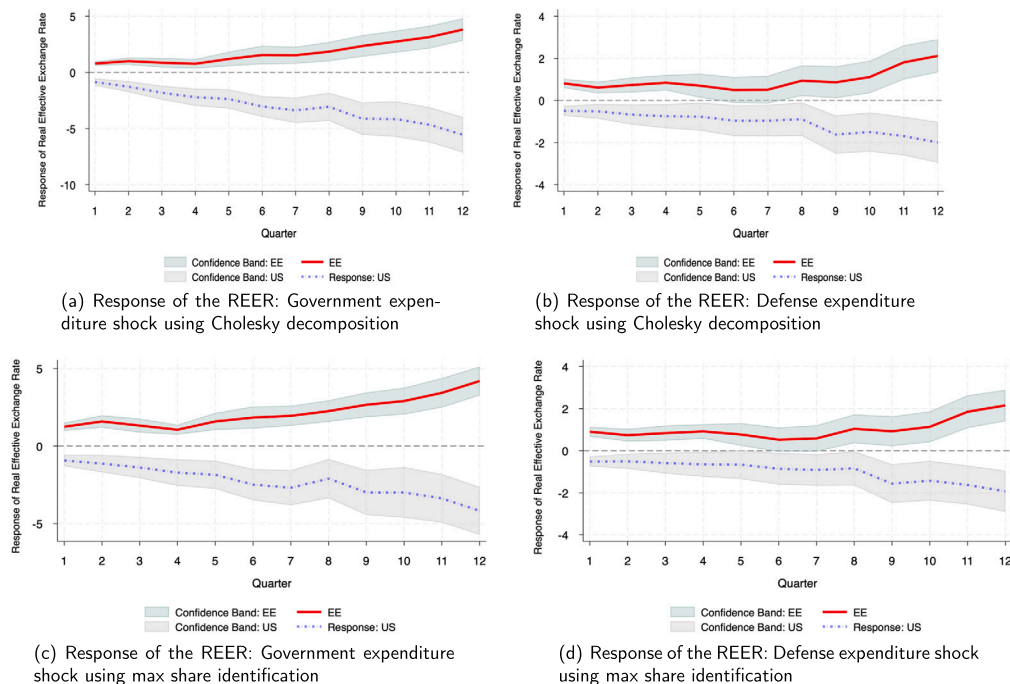 Response of Real Effective Exchange Rate
5
0
-5
-10
1 2 3 4 5 6 7 8 9 10 11 12
Quarter
Confidence Band: EE EE
Confidence Band: US Response: US
(a) Response of the REER: Government expen-
diture shock using Cholesky decomposition
Response of Real Effective Exchange Rate
4
2
0
-2
-4
1 2 3 4 5 6 7 8 9 10 11 12
Quarter
Confidence Band: EE EE
Confidence Band: US Response: US
(b) Response of the REER: Defense expenditure
shock using Cholesky decomposition
Response of Real Effective Exchange Rate
5
0
-5
1 2 3 4 5 6 7 8 9 10 11 12
Quarter
Confidence Band: EE EE
Confidence Band: US Response: US
(c) Response of the REER: Government expenditure
shock using max share identification
Response of Real Effective Exchange Rate
4
2
0
-2
-4
1 2 3 4 5 6 7 8 9 10 11 12
Quarter
Confidence Band: EE EE
Confidence Band: US Response: US
(d) Response of the REER: Defense expenditure shock
using max share identification